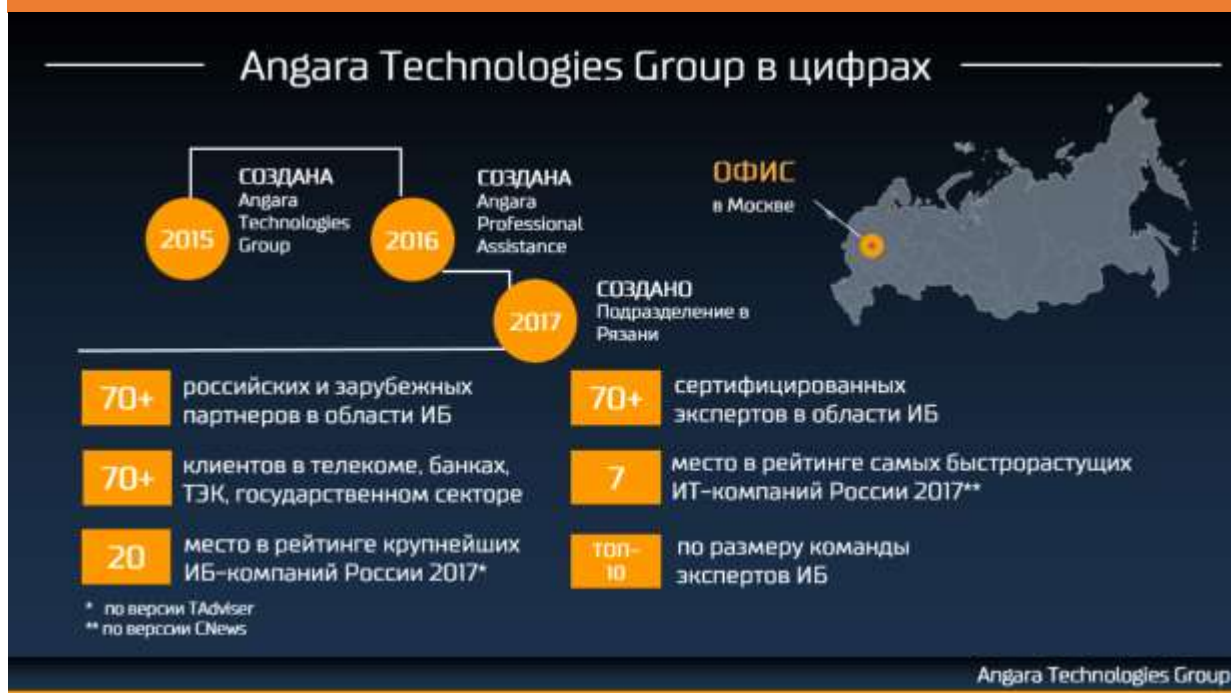 Angara Technologies Group в цифрах
2015
СОЗДАНА
Angara
Technologies
Group
2016
СОЗДАНА
Angara
Professional
Assistance
2017
СОЗДАНО
Подразделение в
Рязани
ОФИС
в Москве
70+
российских и зарубежных
партнеров в области ИБ
70+
сертифицированных
экспертов в области ИБ
70+
клиентов в телекоме, банках,
ТЭК, государственном секторе
7
место в рейтинге самых быстрорастущих
ИТ-компаний России 2017**
20
место в рейтинге крупнейших
ИБ-компаний России 2017*
ТОП-
10
по размеру команды
экспертов ИБ
* по версии TAdviser
** по верссии CNews
Angara Technologies Group